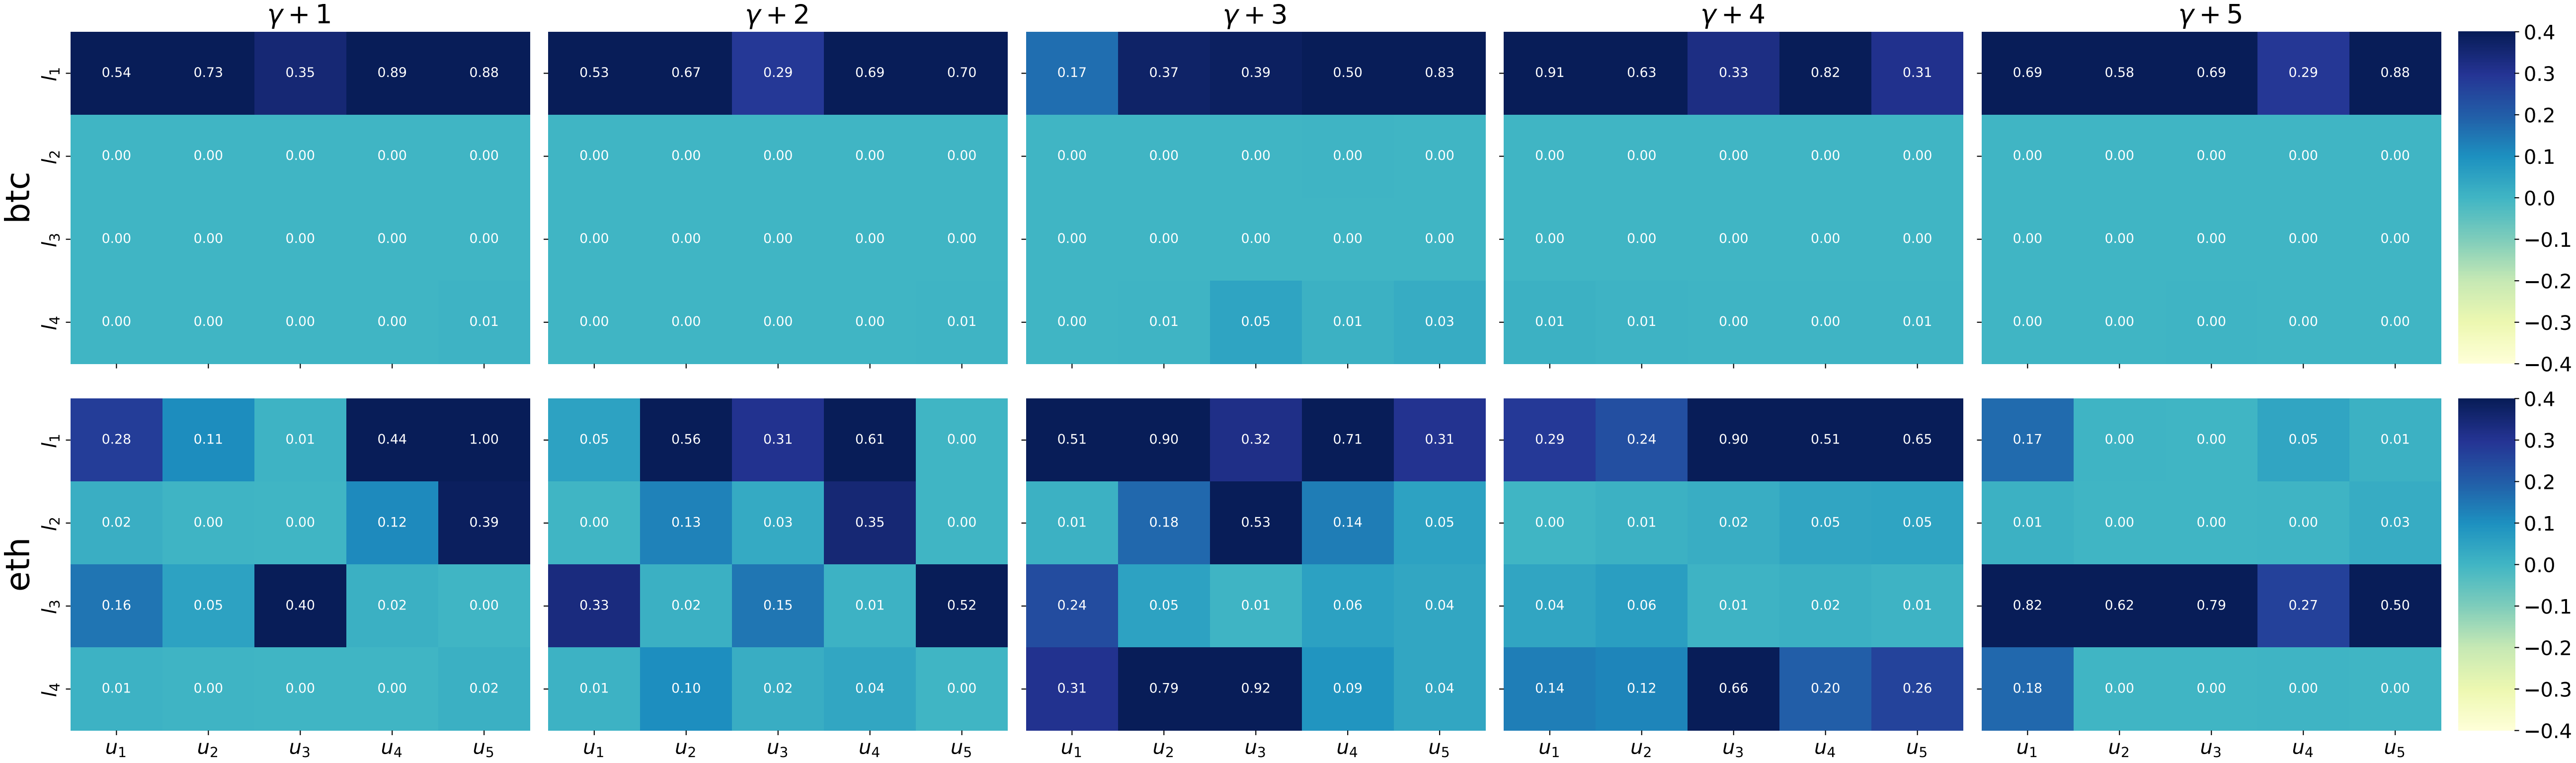 γ + 1 γ + 2 γ + 3 γ + 4 γ + 5
btc
l₁ 0.54 0.73 0.35 0.89 0.88 0.53 0.67 0.29 0.69 0.70 0.17 0.37 0.39 0.50 0.83 0.91 0.63 0.33 0.82 0.31 0.69 0.58 0.69 0.29 0.88
l₂ 0.00 0.00 0.00 0.00 0.00 0.00 0.00 0.00 0.00 0.00 0.00 0.00 0.00 0.00 0.00 0.00 0.00 0.00 0.00 0.00 0.00 0.00 0.00 0.00 0.00
l₃ 0.00 0.00 0.00 0.00 0.00 0.00 0.00 0.00 0.00 0.00 0.00 0.00 0.00 0.00 0.00 0.00 0.00 0.00 0.00 0.00 0.00 0.00 0.00 0.00 0.00
l₄ 0.00 0.00 0.00 0.00 0.01 0.00 0.00 0.00 0.00 0.01 0.00 0.01 0.05 0.01 0.03 0.01 0.01 0.00 0.00 0.01 0.00 0.00 0.00 0.00 0.00
0.4
0.3
0.2
0.1
0.0
−0.1
−0.2
−0.3
−0.4
eth
l₁ 0.28 0.11 0.01 0.44 1.00 0.05 0.56 0.31 0.61 0.00 0.51 0.90 0.32 0.71 0.31 0.29 0.24 0.90 0.51 0.65 0.17 0.00 0.00 0.05 0.01
l₂ 0.02 0.00 0.00 0.12 0.39 0.00 0.13 0.03 0.35 0.00 0.01 0.18 0.53 0.14 0.05 0.00 0.01 0.02 0.05 0.05 0.01 0.00 0.00 0.00 0.03
l₃ 0.16 0.05 0.40 0.02 0.00 0.33 0.02 0.15 0.01 0.52 0.24 0.05 0.01 0.06 0.04 0.04 0.06 0.01 0.02 0.01 0.82 0.62 0.79 0.27 0.50
l₄ 0.01 0.00 0.00 0.00 0.02 0.01 0.10 0.02 0.04 0.00 0.31 0.79 0.92 0.09 0.04 0.14 0.12 0.66 0.20 0.26 0.18 0.00 0.00 0.00 0.00
u₁ u₂ u₃ u₄ u₅ u₁ u₂ u₃ u₄ u₅ u₁ u₂ u₃ u₄ u₅ u₁ u₂ u₃ u₄ u₅ u₁ u₂ u₃ u₄ u₅
0.4
0.3
0.2
0.1
0.0
−0.1
−0.2
−0.3
−0.4